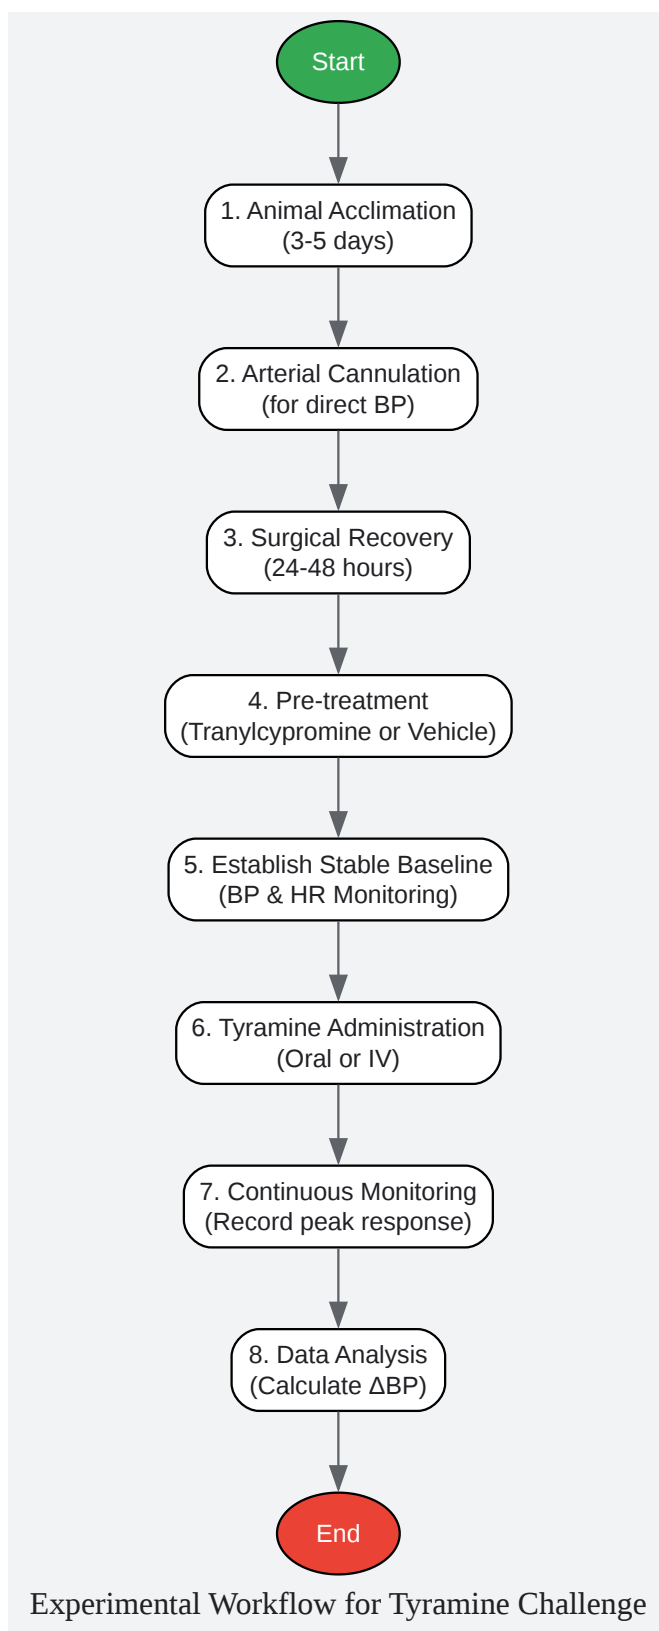 Start
1. Animal Acclimation
(3-5 days)
2. Arterial Cannulation
(for direct BP)
3. Surgical Recovery
(24-48 hours)
4. Pre-treatment
(Tranylcypromine or Vehicle)
5. Establish Stable Baseline
(BP & HR Monitoring)
6. Tyramine Administration
(Oral or IV)
7. Continuous Monitoring
(Record peak response)
8. Data Analysis
(Calculate ΔBP)
End
Experimental Workflow for Tyramine Challenge